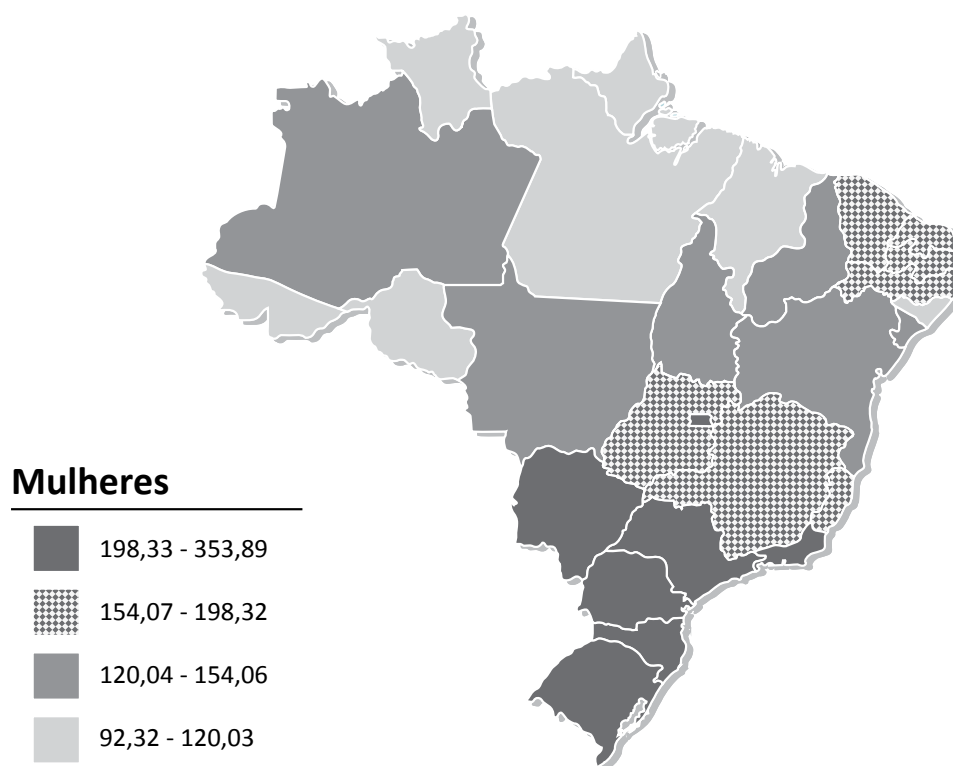 Mulheres
198,33 - 353,89
154,07 - 198,32
120,04 - 154,06
92,32 - 120,03